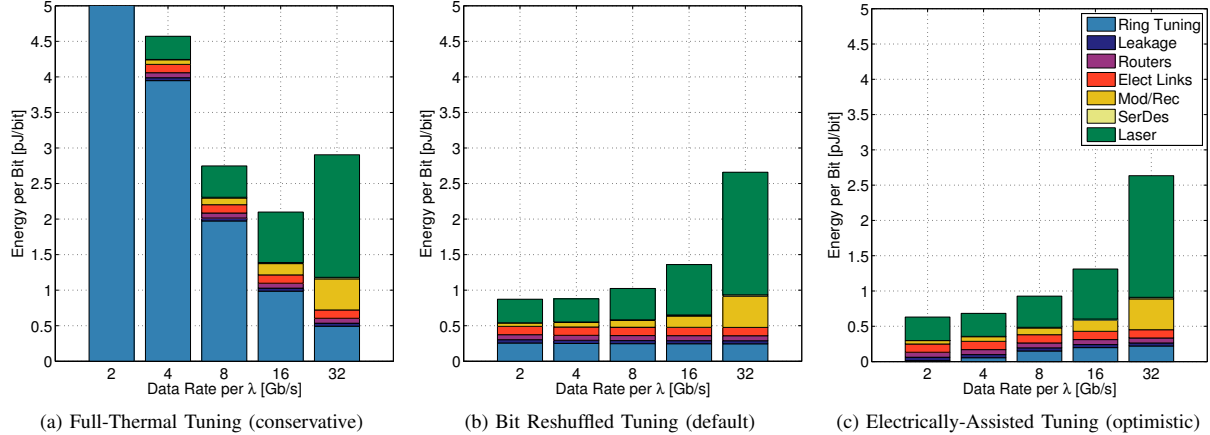 5
4.5
4
3.5
3
2.5
2
1.5
1
0.5
0
Energy per Bit [pJ/bit]
2 4 8 16 32
Data Rate per λ [Gb/s]
(a) Full-Thermal Tuning (conservative)
5
4.5
4
3.5
3
2.5
2
1.5
1
0.5
0
Energy per Bit [pJ/bit]
2 4 8 16 32
Data Rate per λ [Gb/s]
(b) Bit Reshuffled Tuning (default)
5
4.5
4
3.5
3
2.5
2
1.5
1
0.5
0
Energy per Bit [pJ/bit]
Ring Tuning
Leakage
Routers
Elect Links
Mod/Rec
SerDes
Laser
2 4 8 16 32
Data Rate per λ [Gb/s]
(c) Electrically-Assisted Tuning (optimistic)